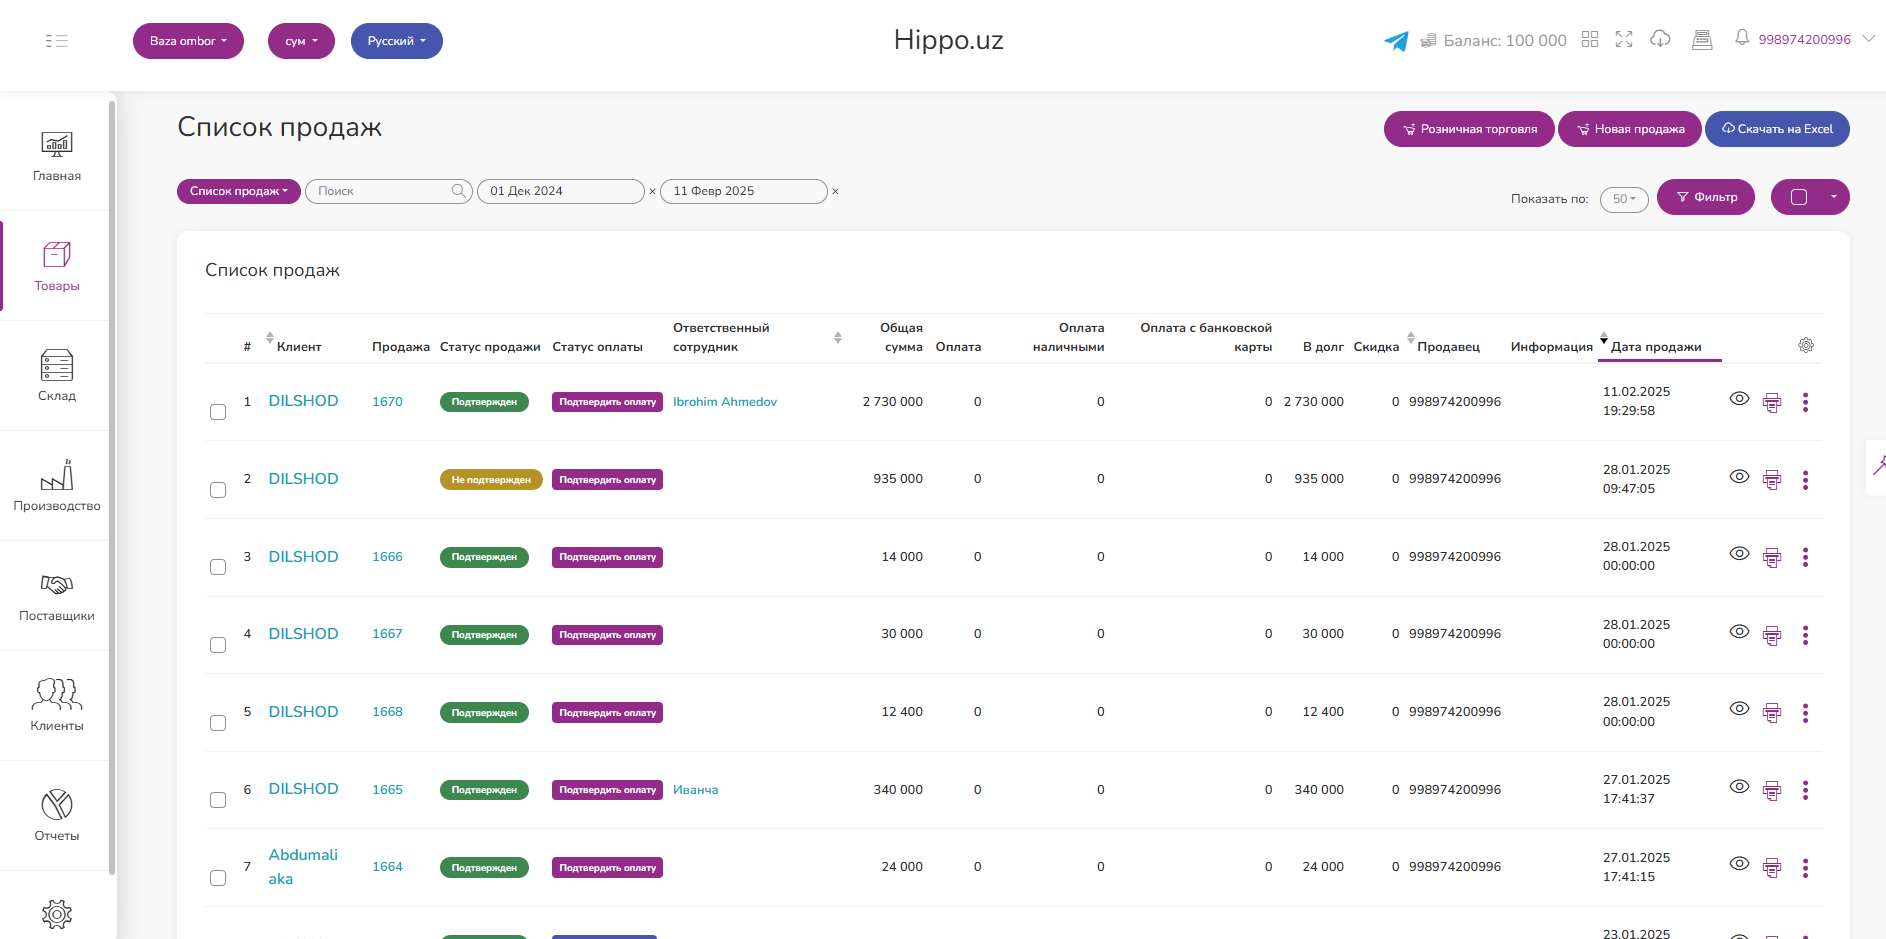 Baza ombor
сум
Русский
Hippo.uz
Баланс: 100 000
998974200996
Главная
Товары
Склад
Производство
Поставщики
Клиенты
Отчеты
Список продаж
Розничная торговля
Новая продажа
Скачать на Excel
Список продаж
Поиск
01 Дек 2024
×
11 Февр 2025
×
Показать по:
50
Фильтр
Список продаж
# Клиент Продажа Статус продажи Статус оплаты Ответственный сотрудник Общая сумма Оплата Оплата наличными Оплата с банковской карты В долг Скидка Продавец Информация Дата продажи
1 DILSHOD 1670 Подтвержден Подтвердить оплату Ibrohim Ahmedov 2 730 000 0 0 0 2 730 000 0 998974200996 11.02.2025 19:29:58
2 DILSHOD Не подтвержден Подтвердить оплату 935 000 0 0 0 935 000 0 998974200996 28.01.2025 09:47:05
3 DILSHOD 1666 Подтвержден Подтвердить оплату 14 000 0 0 0 14 000 0 998974200996 28.01.2025 00:00:00
4 DILSHOD 1667 Подтвержден Подтвердить оплату 30 000 0 0 0 30 000 0 998974200996 28.01.2025 00:00:00
5 DILSHOD 1668 Подтвержден Подтвердить оплату 12 400 0 0 0 12 400 0 998974200996 28.01.2025 00:00:00
6 DILSHOD 1665 Подтвержден Подтвердить оплату Иванча 340 000 0 0 0 340 000 0 998974200996 27.01.2025 17:41:37
7 Abdumali aka 1664 Подтвержден Подтвердить оплату 24 000 0 0 0 24 000 0 998974200996 27.01.2025 17:41:15
23.01.2025